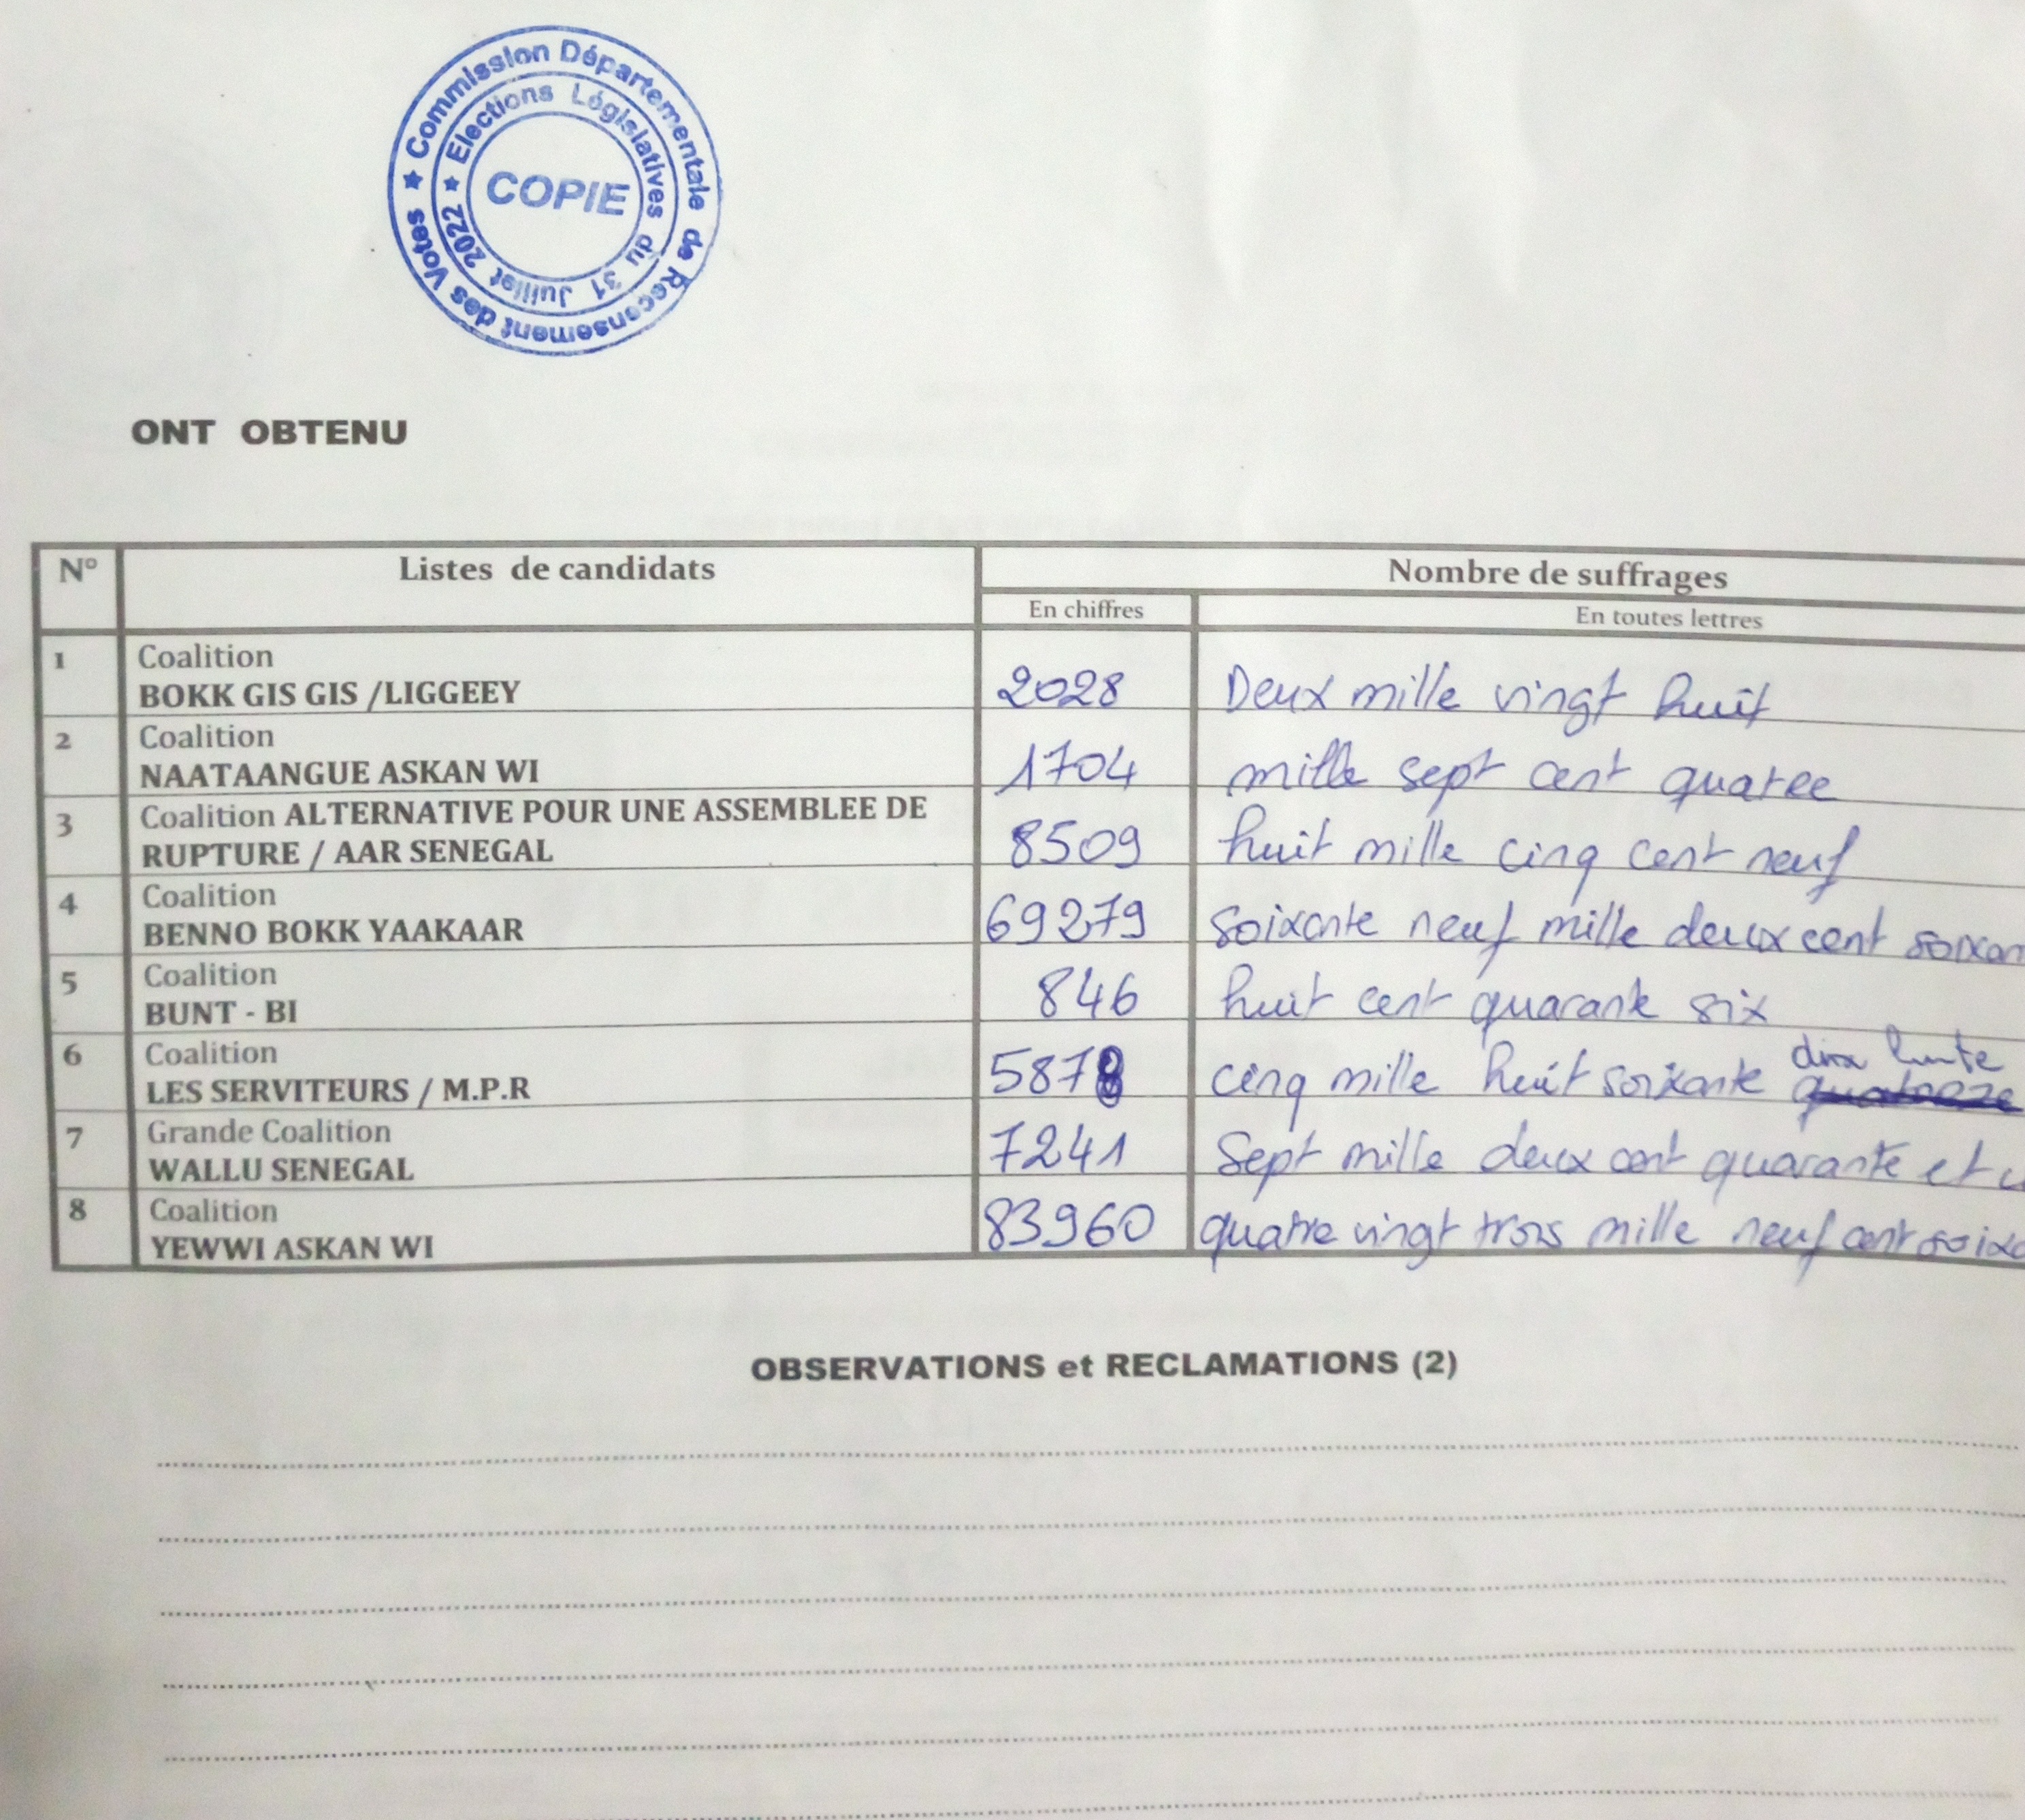 Commission Départementale de Recensement des Votes
Elections Législatives du 31 Juillet 2022
COPIE
ONT OBTENU
N° Listes de candidats Nombre de suffrages
En chiffres En toutes lettres
1 Coalition
BOKK GIS GIS /LIGGEEY 2028 Deux mille vingt huit
2 Coalition
NAATAANGUE ASKAN WI 1704 mille sept cent quatre
3 Coalition ALTERNATIVE POUR UNE ASSEMBLEE DE
RUPTURE / AAR SENEGAL 8509 huit mille cinq cent neuf
4 Coalition
BENNO BOKK YAAKAAR 69279 soixante neuf mille deux cent soixan
5 Coalition
BUNT - BI 846 huit cent quarante six
6 Coalition dix huite
LES SERVITEURS / M.P.R 5878 cinq mille huit soixante quatorze
7 Grande Coalition
WALLU SENEGAL 7241 Sept mille deux cent quarante et u
8 Coalition
YEWWI ASKAN WI 83960 quatre vingt trois mille neuf cent soixa
OBSERVATIONS et RECLAMATIONS (2)